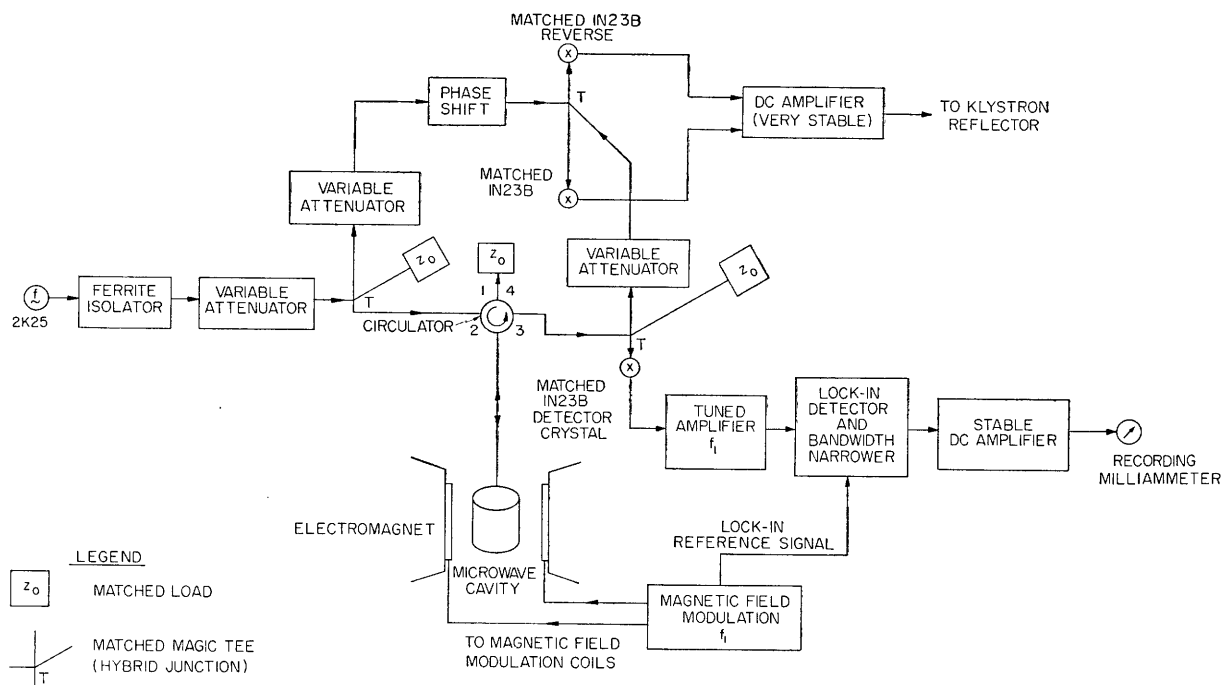 MATCHED IN23B
REVERSE
X
PHASE
SHIFT
T
DC AMPLIFIER
(VERY STABLE)
TO KLYSTRON
REFLECTOR
MATCHED
IN23B
X
VARIABLE
ATTENUATOR
Z0
Z0
VARIABLE
ATTENUATOR
Z0
f
~
2K25
FERRITE
ISOLATOR
VARIABLE
ATTENUATOR
T
1 4
CIRCULATOR
2 3
T
X
MATCHED
IN23B
DETECTOR
CRYSTAL
TUNED
AMPLIFIER
f1
LOCK-IN
DETECTOR
AND
BANDWIDTH
NARROWER
STABLE
DC AMPLIFIER
RECORDING
MILLIAMMETER
ELECTROMAGNET
MICROWAVE
CAVITY
LOCK-IN
REFERENCE SIGNAL
MAGNETIC FIELD
MODULATION
f1
TO MAGNETIC FIELD
MODULATION COILS
LEGEND
Z0
MATCHED LOAD
T
MATCHED MAGIC TEE
(HYBRID JUNCTION)